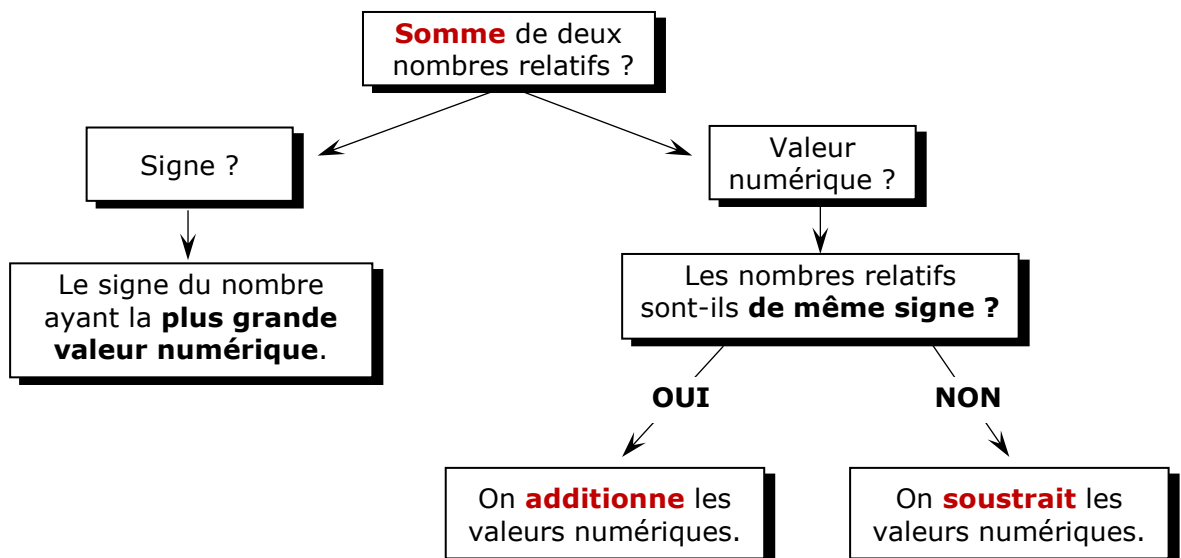 Somme de deux
nombres relatifs ?
Signe ?
Valeur
numérique ?
Le signe du nombre
ayant la plus grande
valeur numérique.
Les nombres relatifs
sont-ils de même signe ?
OUI
NON
On additionne les
valeurs numériques.
On soustrait les
valeurs numériques.